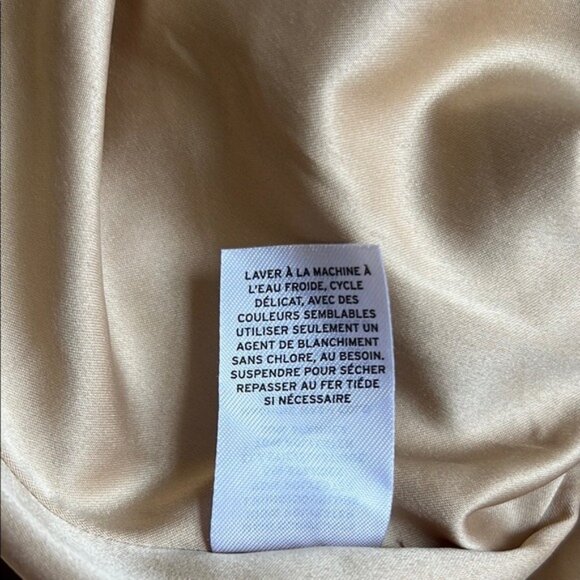 LAVER À LA MACHINE À
L'EAU FROIDE, CYCLE
DÉLICAT, AVEC DES
COULEURS SEMBLABLES
UTILISER SEULEMENT UN
AGENT DE BLANCHIMENT
SANS CHLORE, AU BESOIN.
SUSPENDRE POUR SÉCHER
REPASSER AU FER TIÉDE
SI NÉCESSAIRE